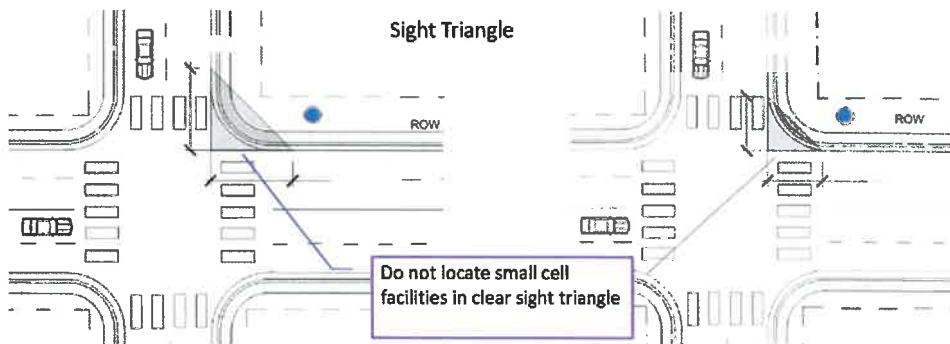 Sight Triangle
ROW
ROW
Do not locate small cell
facilities in clear sight triangle